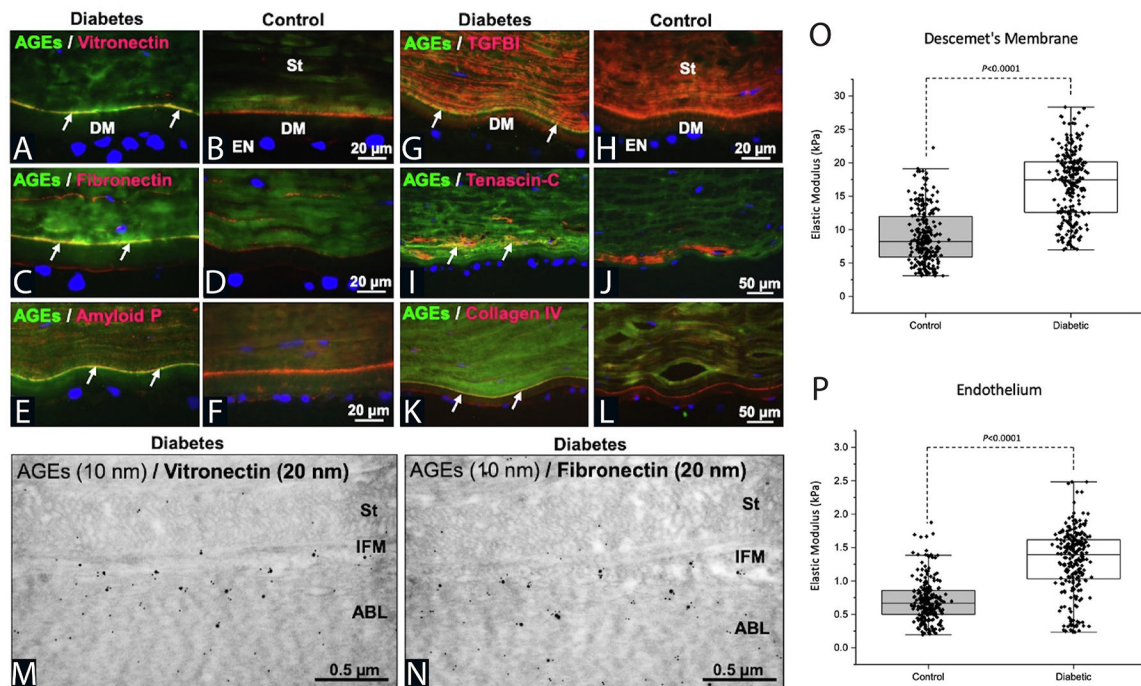 Diabetes Control Diabetes Control
AGEs / Vitronectin
St
DM
A
DM
EN
B
20 µm
AGEs / TGFBI
DM
G
St
DM
EN
H
20 µm
AGEs / Fibronectin
C
D
20 µm
AGEs / Tenascin-C
I
J
50 µm
AGEs / Amyloid P
E
F
20 µm
AGEs / Collagen IV
K
L
50 µm
Diabetes
AGEs (10 nm) / Vitronectin (20 nm)
St
IFM
ABL
M
0.5 µm
Diabetes
AGEs (10 nm) / Fibronectin (20 nm)
St
IFM
ABL
N
0.5 µm
O
Descemet's Membrane
P<0.0001
Elastic Modulus (kPa)
35
30
25
20
15
10
5
0
Control Diabetic
P
Endothelium
P<0.0001
Elastic Modulus (kPa)
3.0
2.5
2.0
1.5
1.0
0.5
0.0
Control Diabetic